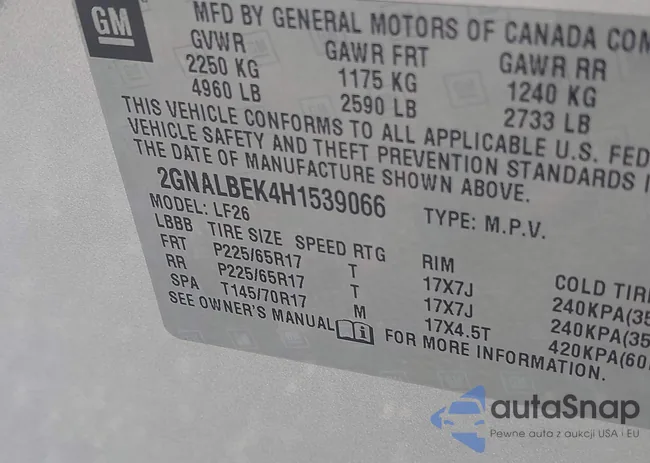 GM
MFD BY GENERAL MOTORS OF CANADA COM
GVWR GAWR FRT GAWR RR
2250 KG 1175 KG 1240 KG
4960 LB 2590 LB 2733 LB
THIS VEHICLE CONFORMS TO ALL APPLICABLE U.S. FED
VEHICLE SAFETY AND THEFT PREVENTION STANDARDS I
THE DATE OF MANUFACTURE SHOWN ABOVE.
2GNALBEK4H1539066 TYPE: M.P.V.
MODEL: LF26
LBBB TIRE SIZE SPEED RTG RIM COLD TIR
FRT P225/65R17 T 17X7J 240KPA(35
RR P225/65R17 T 17X7J 240KPA(35
SPA T145/70R17 M 17X4.5T 420KPA(60
SEE OWNER'S MANUAL FOR MORE INFORMATION.
autaSnap
Pewne auto z aukcji USA i EU